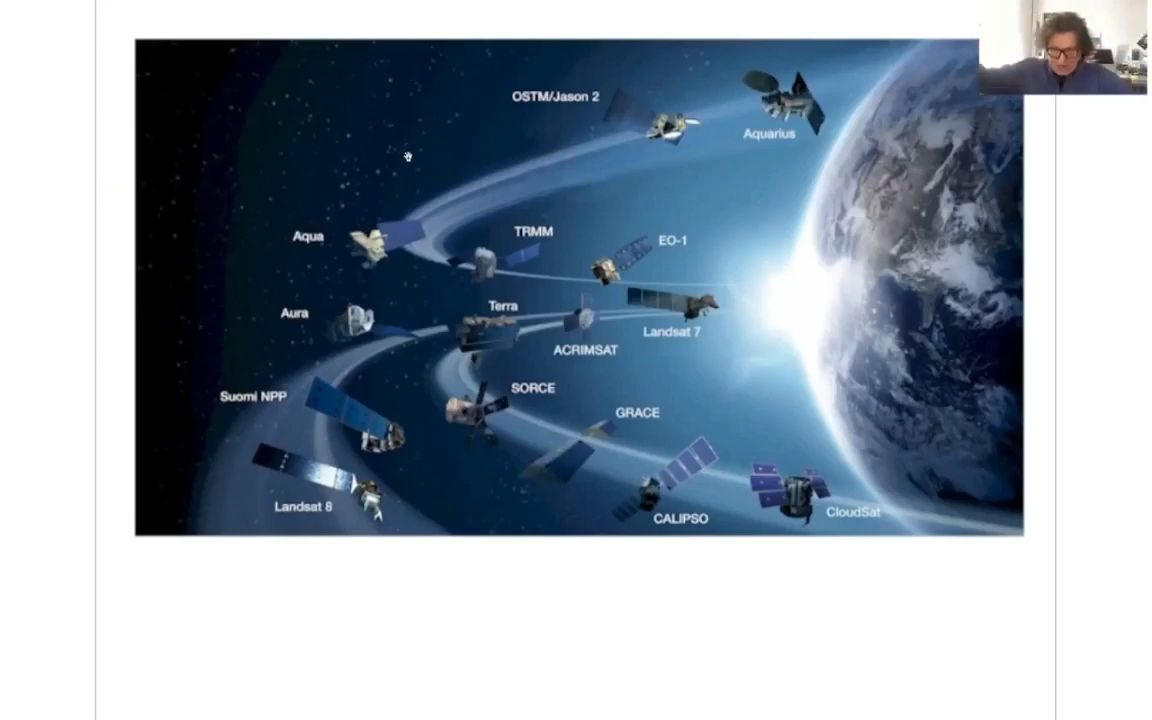 OSTM/Jason 2
Aquarius
Aqua
TRMM
EO-1
Aura
Terra
Landsat 7
ACRIMSAT
Suomi NPP
SORCE
GRACE
Landsat 8
CALIPSO
CloudSat